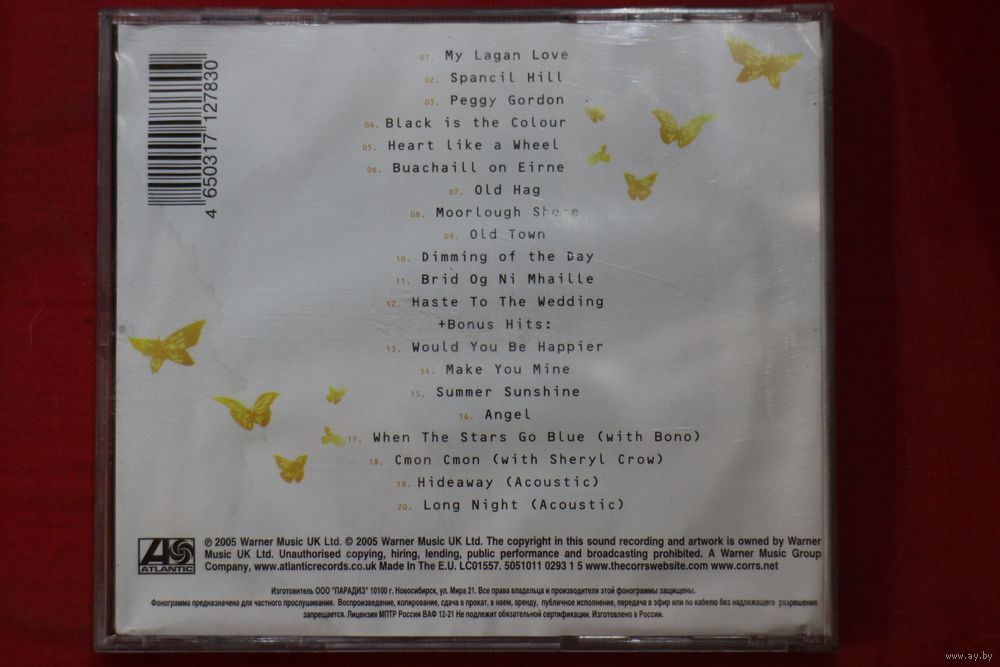 01. My Lagan Love
02. Spancil Hill
03. Peggy Gordon
04. Black is the Colour
05. Heart like a Wheel
06. Buachaill on Eirne
07. Old Hag
08. Moorlough Shore
09. Old Town
10. Dimming of the Day
11. Brid Og Ni Mhaille
12. Haste To The Wedding
+Bonus Hits:
13. Would You Be Happier
14. Make You Mine
15. Summer Sunshine
16. Angel
17. When The Stars Go Blue (with Bono)
18. Cmon Cmon (with Sheryl Crow)
19. Hideaway (Acoustic)
20. Long Night (Acoustic)
4 650317 127830
ATLANTIC
℗ 2005 Warner Music UK Ltd. © 2005 Warner Music UK Ltd. The copyright in this sound recording and artwork is owned by Warner
Music UK Ltd. Unauthorised copying, hiring, lending, public performance and broadcasting prohibited. A Warner Music Group
Company, www.atlanticrecords.co.uk Made In The E.U. LC01557. 5051011 0293 1 5 www.thecorrswebsite.com www.corrs.net
Изготовитель ООО "ПАРАДИЗ" 10100 г. Новосибирск, ул. Мира 21. Все права владельца и производителя этой фонограммы защищены.
Фонограмма предназначена для частного прослушивания. Воспроизведение, копирование, сдача в прокат, в наем, аренду, публичное исполнение, передача в эфир или по кабелю без надлежащего разрешения
запрещается. Лицензия МПТР России ВАФ 12-21 Не подлежит обязательной сертификации. Изготовлено в России.
www.ay.by